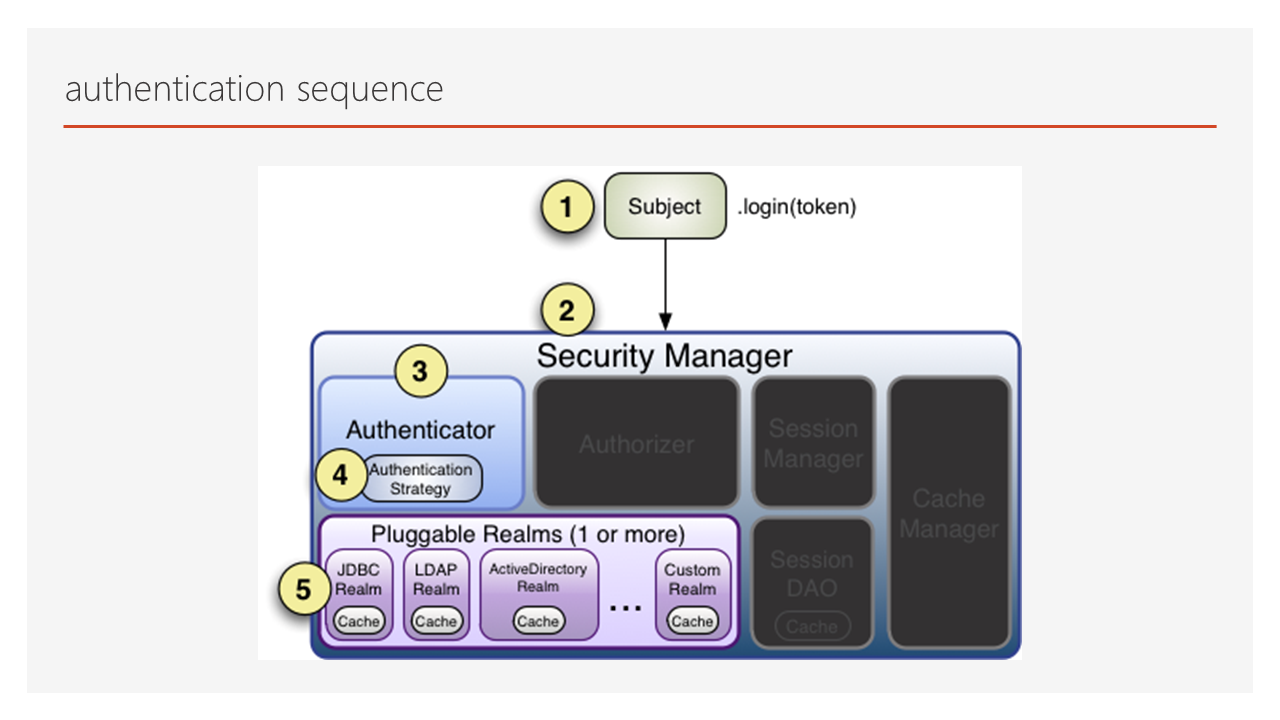 authentication sequence
1
Subject
.login(token)
2
Security Manager
3
Authenticator
4
Authentication
Strategy
Authorizer
Session
Manager
Cache
Manager
Pluggable Realms (1 or more)
5
JDBC
Realm
Cache
LDAP
Realm
Cache
ActiveDirectory
Realm
Cache
...
Custom
Realm
Cache
Session
DAO
Cache